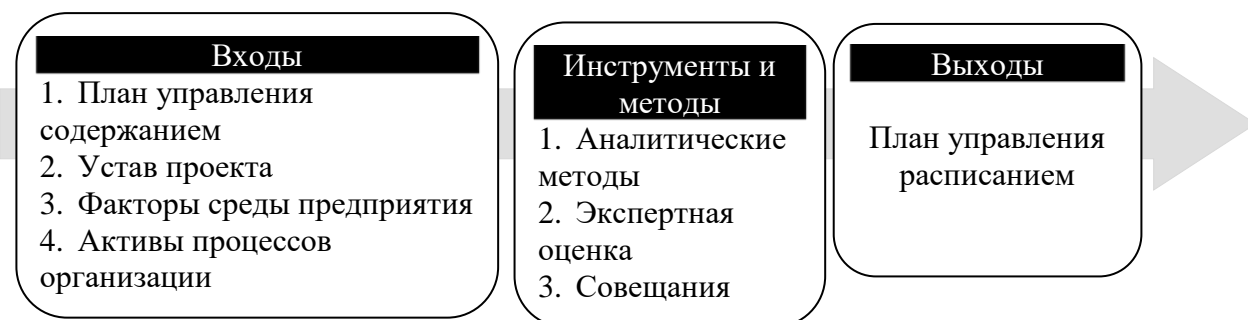 Входы
1. План управления
содержанием
2. Устав проекта
3. Факторы среды предприятия
4. Активы процессов
организации
Инструменты и
методы
1. Аналитические
методы
2. Экспертная
оценка
3. Совещания
Выходы
План управления
расписанием